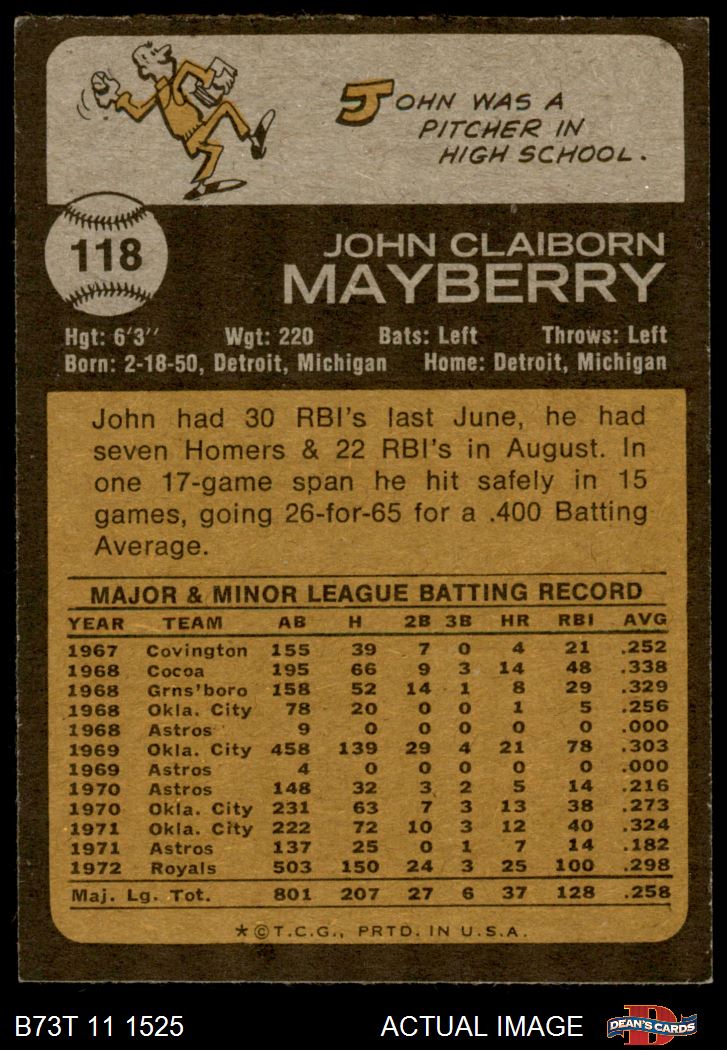 JOHN WAS A
PITCHER IN
HIGH SCHOOL.
118
JOHN CLAIBORN
MAYBERRY
Hgt: 6'3'' Wgt: 220 Bats: Left Throws: Left
Born: 2-18-50, Detroit, Michigan Home: Detroit, Michigan
John had 30 RBI's last June, he had
seven Homers & 22 RBI's in August. In
one 17-game span he hit safely in 15
games, going 26-for-65 for a .400 Batting
Average.
MAJOR & MINOR LEAGUE BATTING RECORD
YEAR TEAM AB H 2B 3B HR RBI AVG
1967 Covington 155 39 7 0 4 21 .252
1968 Cocoa 195 66 9 3 14 48 .338
1968 Grns'boro 158 52 14 1 8 29 .329
1968 Okla. City 78 20 0 0 1 5 .256
1968 Astros 9 0 0 0 0 0 .000
1969 Okla. City 458 139 29 4 21 78 .303
1969 Astros 4 0 0 0 0 0 .000
1970 Astros 148 32 3 2 5 14 .216
1970 Okla. City 231 63 7 3 13 38 .273
1971 Okla. City 222 72 10 3 12 40 .324
1971 Astros 137 25 0 1 7 14 .182
1972 Royals 503 150 24 3 25 100 .298
Maj. Lg. Tot. 801 207 27 6 37 128 .258
*©T.C.G., PRTD. IN U.S.A.
B73T 11 1525 ACTUAL IMAGE D DEAN'S CARDS